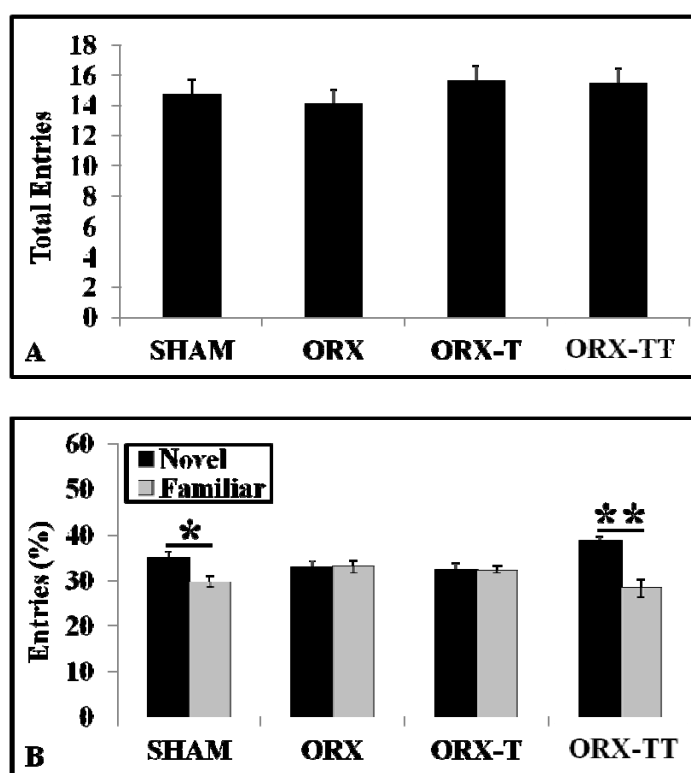 18
16
14
12
10
8
6
4
2
0
Total Entries
SHAM ORX ORX-T ORX-TT
A
60
50
40
30
20
10
0
Entries (%)
Novel
Familiar
*
**
SHAM ORX ORX-T ORX-TT
B